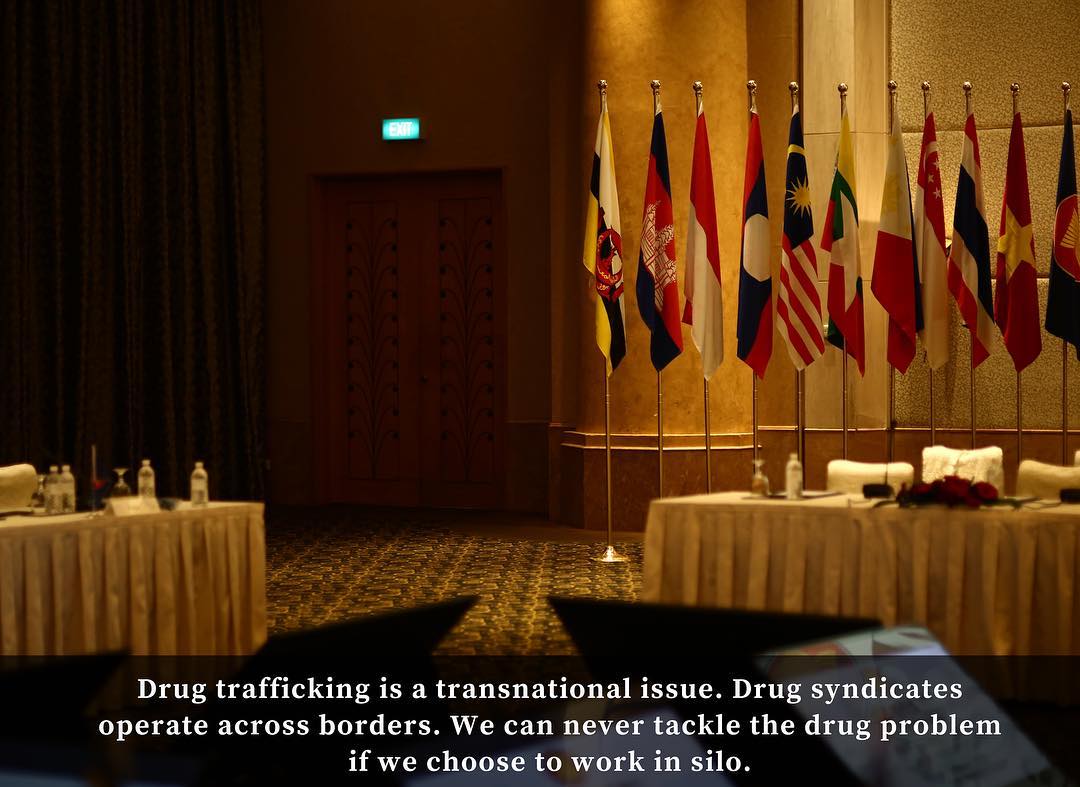 EXIT
Drug trafficking is a transnational issue. Drug syndicates
operate across borders. We can never tackle the drug problem
if we choose to work in silo.